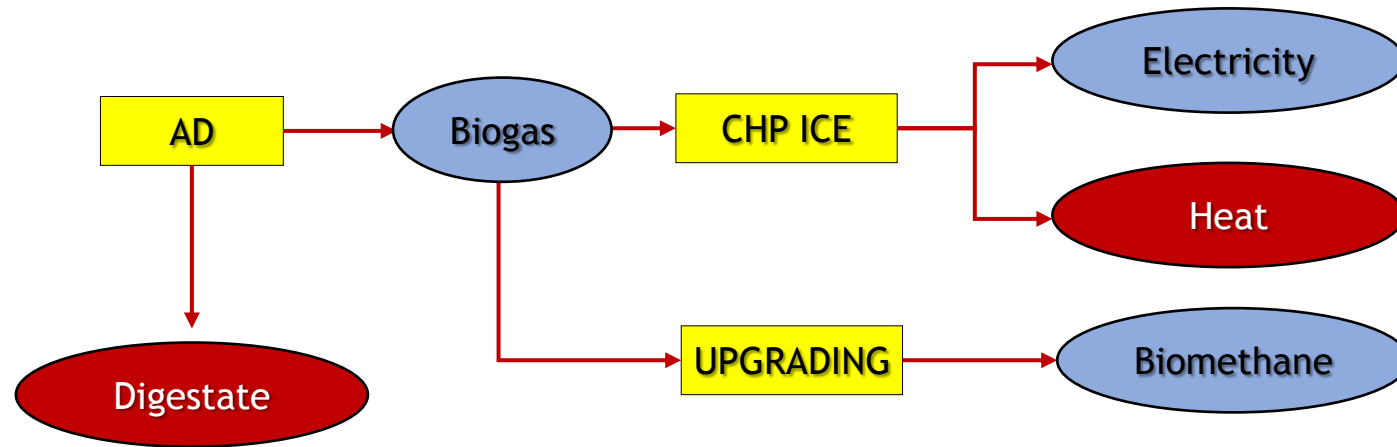 Electricity
AD
Biogas
CHP ICE
Heat
UPGRADING
Biomethane
Digestate